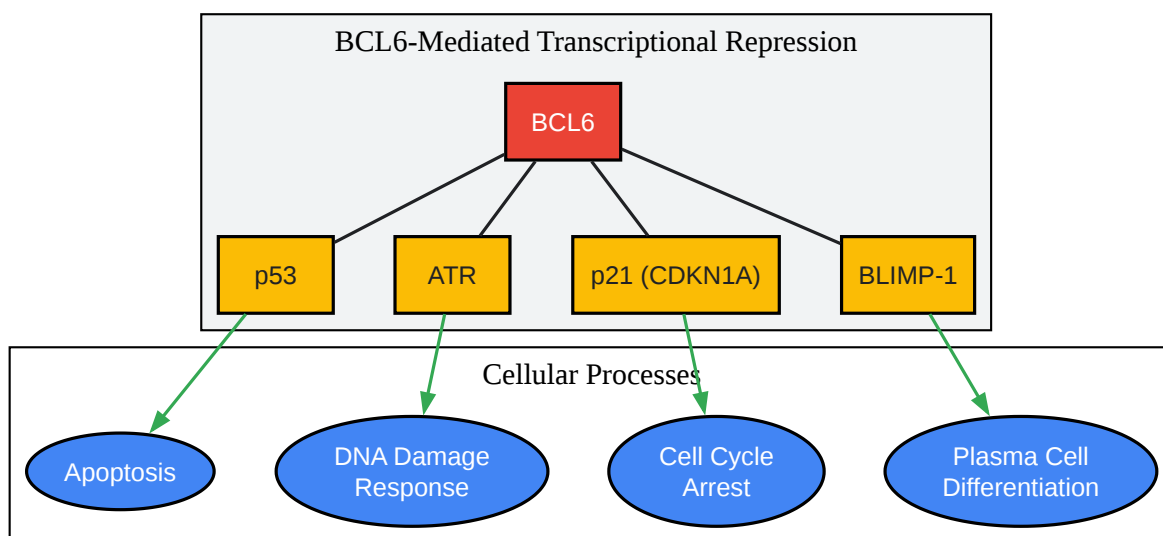 BCL6-Mediated Transcriptional Repression
BCL6
p53
ATR
p21 (CDKN1A)
BLIMP-1
Cellular Processes
Apoptosis
DNA Damage
Response
Cell Cycle
Arrest
Plasma Cell
Differentiation